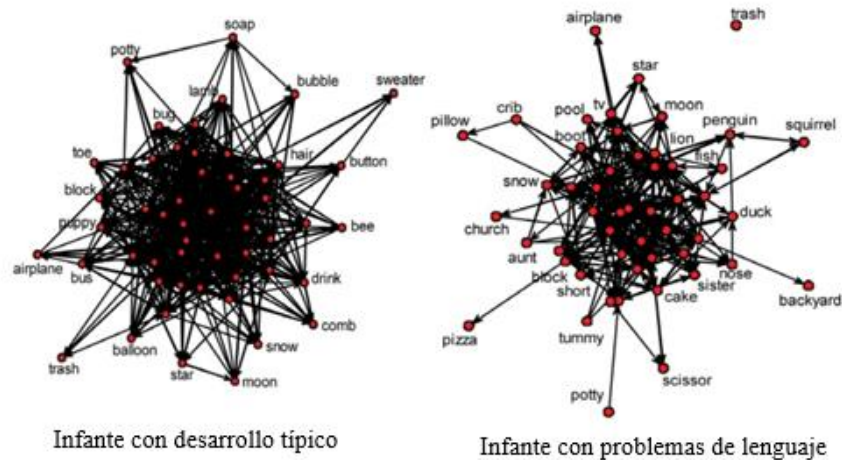 soap
potty
bubble
sweater
lamb
bug
toe
hair
button
block
puppy
bee
airplane
bus
drink
comb
balloon
snow
trash
star
moon
Infante con desarrollo típico
airplane
trash
star
tv
moon
crib
pool
pillow
penguin
squirrel
boot
lion
fish
snow
duck
church
aunt
block
nose
short
sister
cake
backyard
pizza
tummy
scissor
potty
Infante con problemas de lenguaje